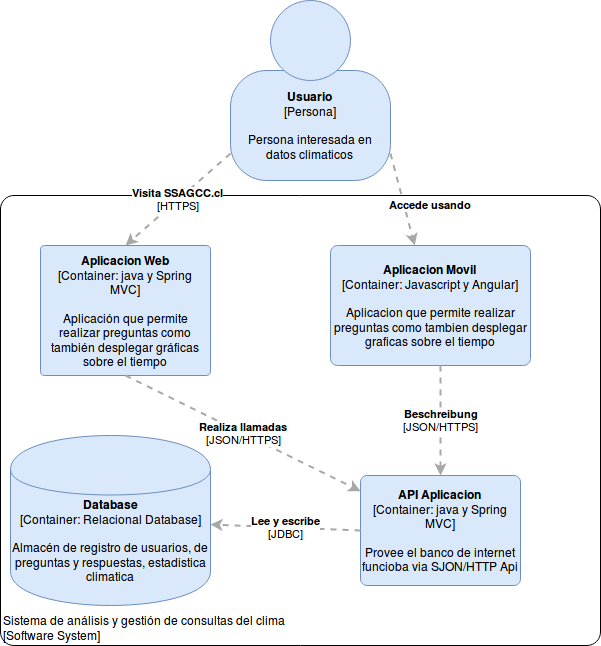 Usuario
[Persona]
Persona interesada en
datos climaticos
Visita SSAGCC.cl
[HTTPS]
Accede usando
Aplicacion Web
[Container: java y Spring
MVC]
Aplicación que permite
realizar preguntas como
también desplegar gráficas
sobre el tiempo
Aplicacion Movil
[Container: Javascript y Angular]
Aplicacion que permite realizar
preguntas como tambien desplegar
graficas sobre el tiempo
Realiza llamadas
[JSON/HTTPS]
Beschreibung
[JSON/HTTPS]
Database
[Container: Relacional Database]
Almacén de registro de usuarios, de
preguntas y respuestas, estadistica
climatica
Lee y escribe
[JDBC]
API Aplicacion
[Container: java y Spring
MVC]
Provee el banco de internet
funcioba via SJON/HTTP Api
Sistema de análisis y gestión de consultas del clima
[Software System]